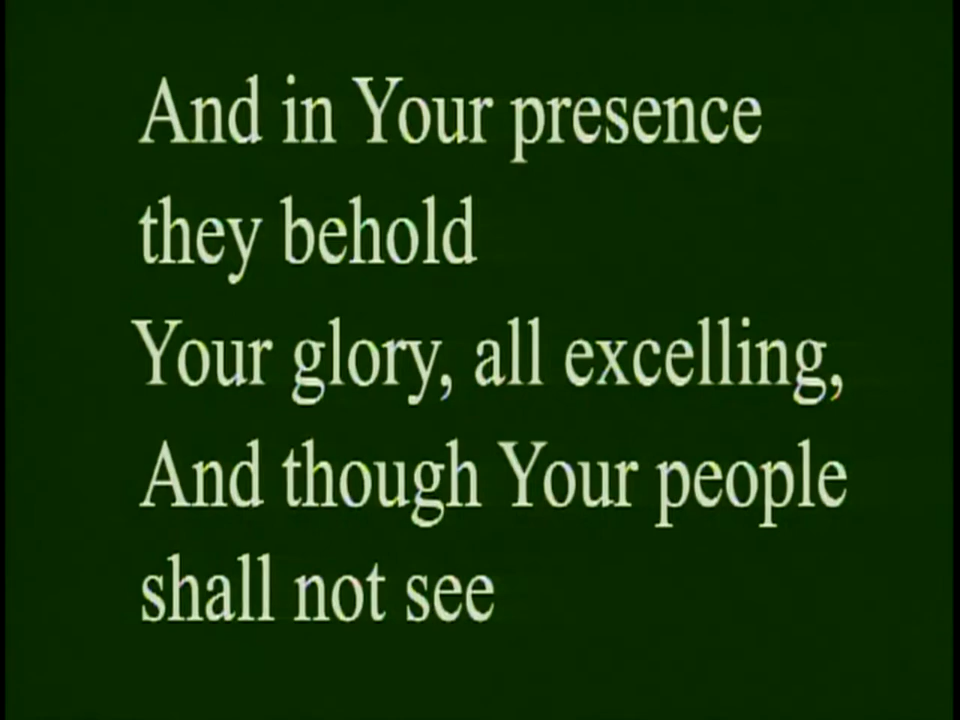 And in Your presence
they behold
Your glory, all excelling,
And though Your people
shall not see